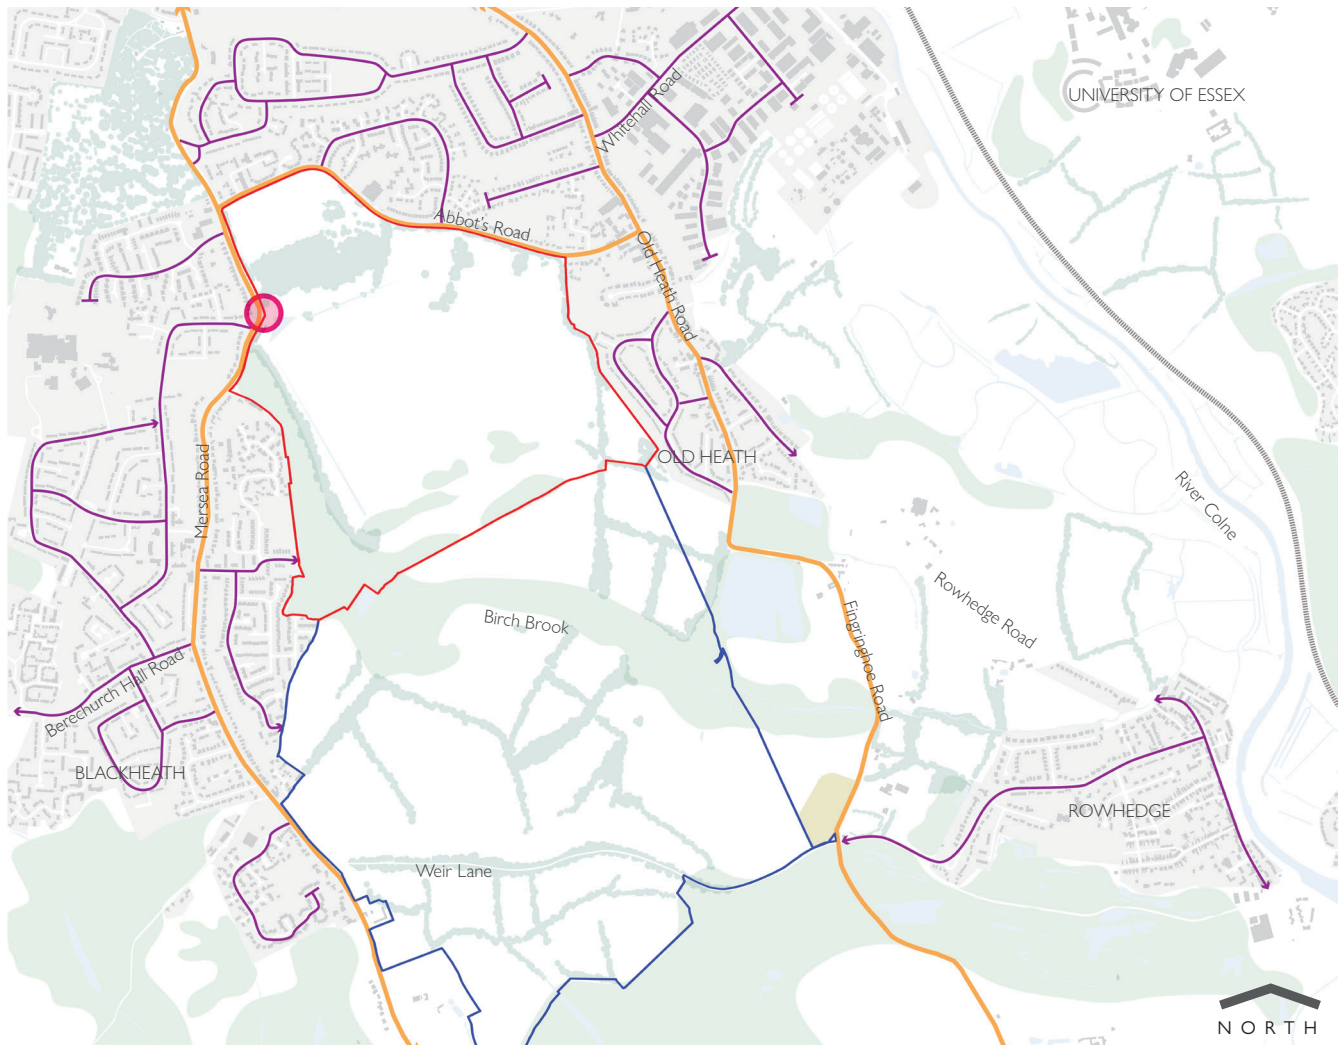 UNIVERSITY OF ESSEX
Whitehall Road
Abbot's Road
Old Heath Road
OLD HEATH
Mersea Road
River Colne
Rowhedge Road
Birch Brook
Fingringhoe Road
Berechurch Hall Road
BLACKHEATH
ROWHEDGE
Weir Lane
NORTH